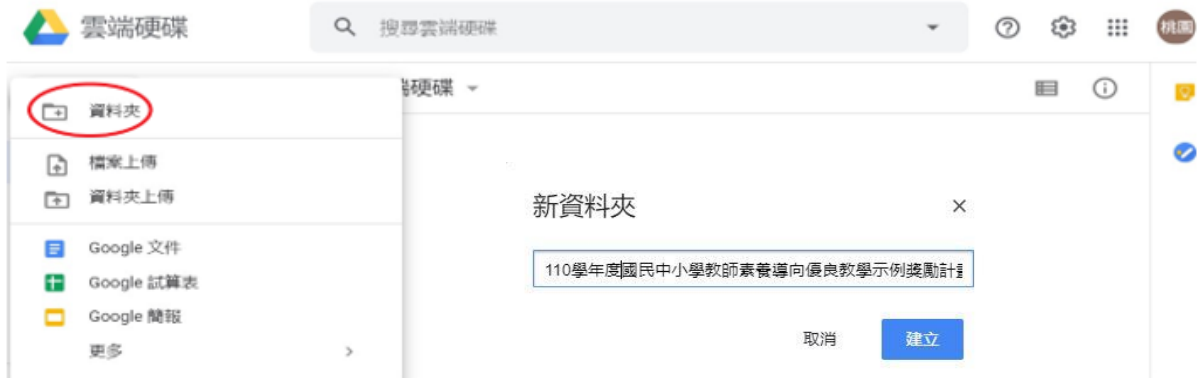 雲端硬碟
搜尋雲端硬碟
桃園
端硬碟
資料夾
檔案上傳
資料夾上傳
Google 文件
Google 試算表
Google 簡報
更多
新資料夾
110學年度國民中小學教師素養導向優良教學示例獎勵計
取消
建立